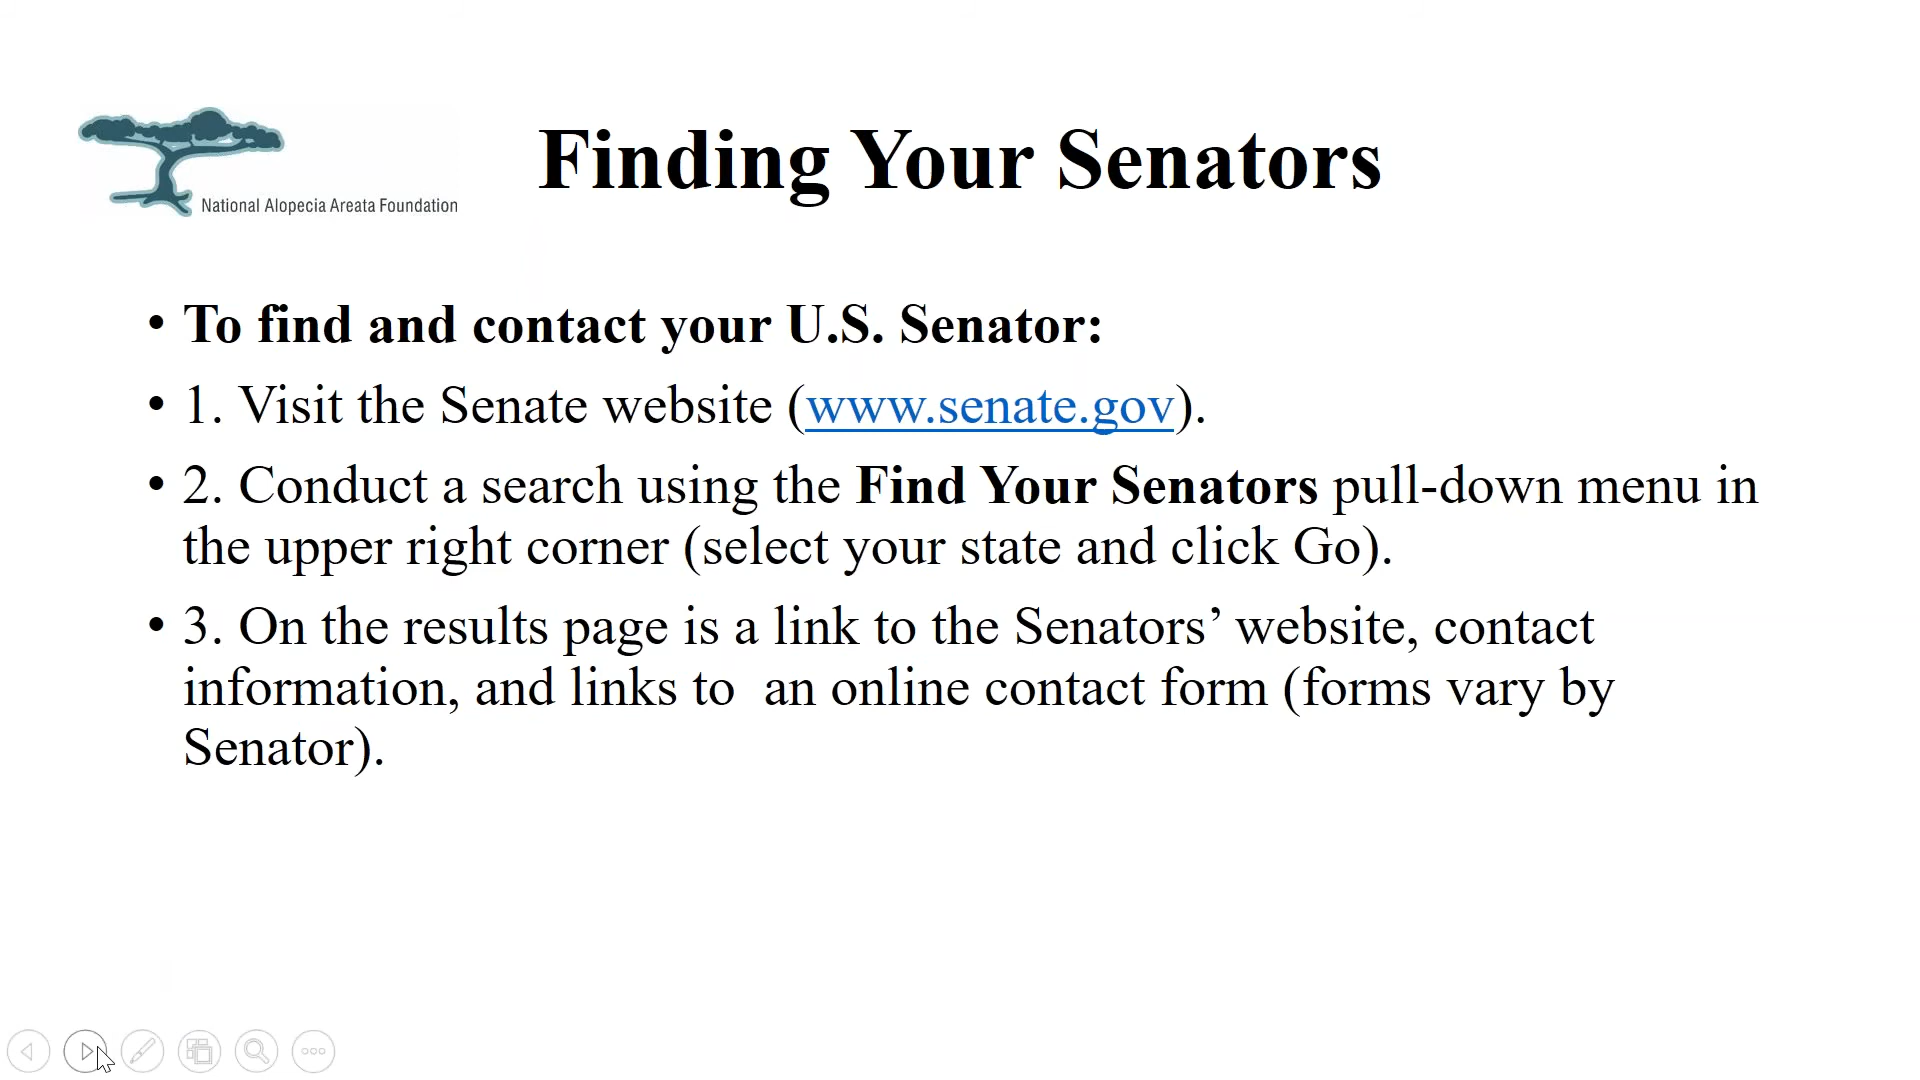 Finding Your Senators
National Alopecia Areata Foundation
• To find and contact your U.S. Senator:
• 1. Visit the Senate website (www.senate.gov).
• 2. Conduct a search using the Find Your Senators pull-down menu in
the upper right corner (select your state and click Go).
• 3. On the results page is a link to the Senators’ website, contact
information, and links to  an online contact form (forms vary by
Senator).